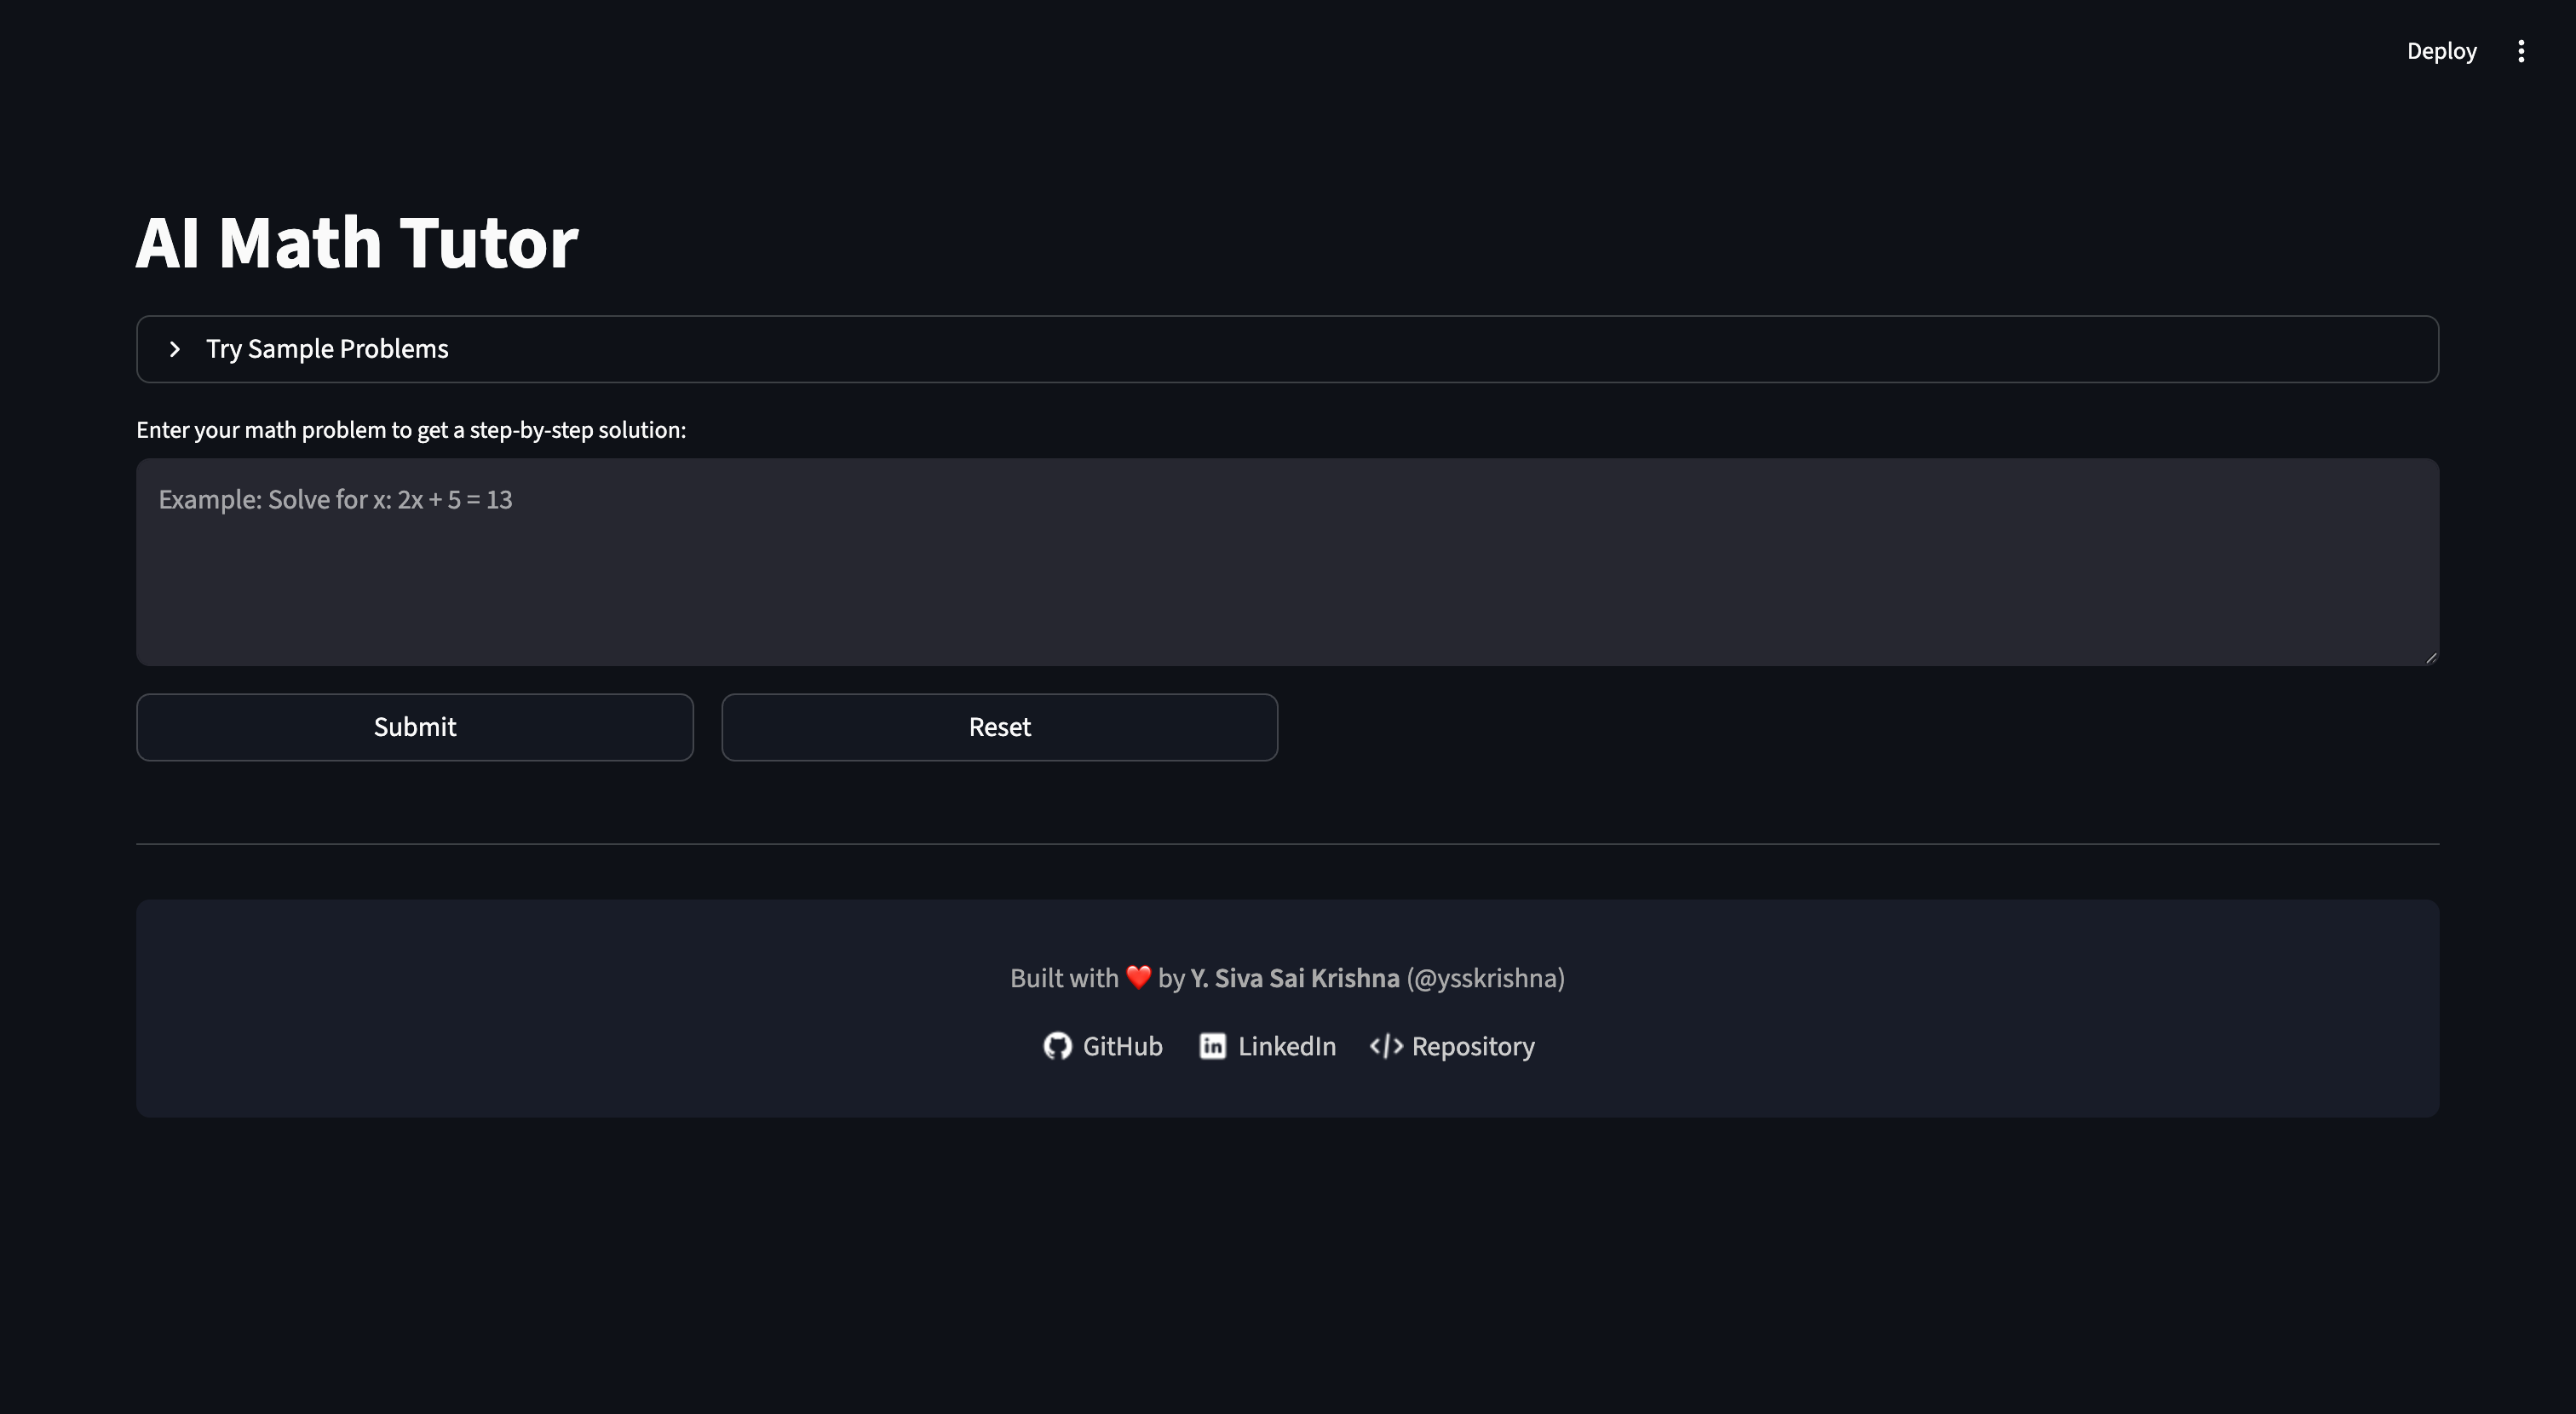 Deploy
AI Math Tutor
Try Sample Problems
Enter your math problem to get a step-by-step solution:
Example: Solve for x: 2x + 5 = 13
Submit
Reset
Built with ❤️ by Y. Siva Sai Krishna (@ysskrishna)
GitHub
LinkedIn
Repository